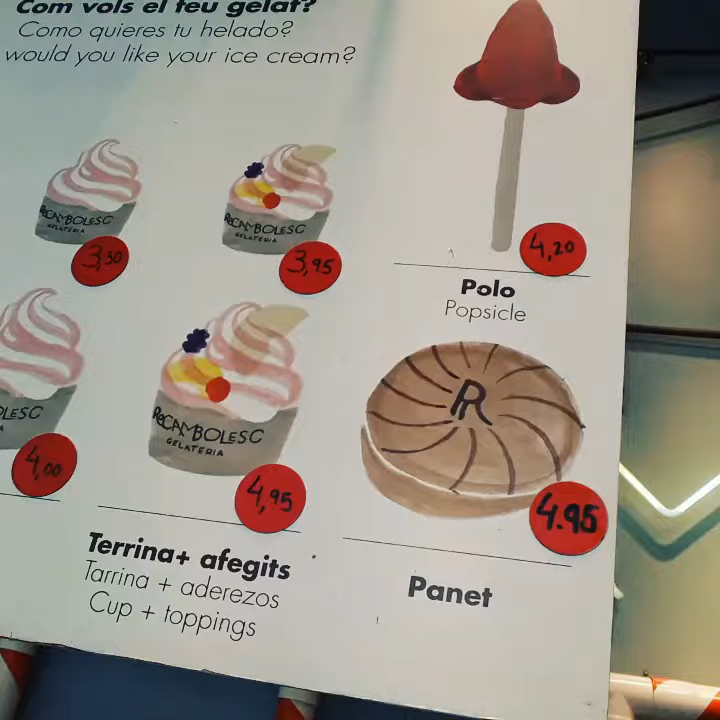 Com vols el teu gelat?
Como quieres tu helado?
would you like your ice cream?
RECAMBOLESC
GELATERIA
3,30
RECAMBOLESC
GELATERIA
3,95
4,20
Polo
Popsicle
OLESC
A
4,00
RECAMBOLESC
GELATERIA
4,95
R
4.95
Terrina+ afegits
Tarrina + aderezos
Cup + toppings
Panet